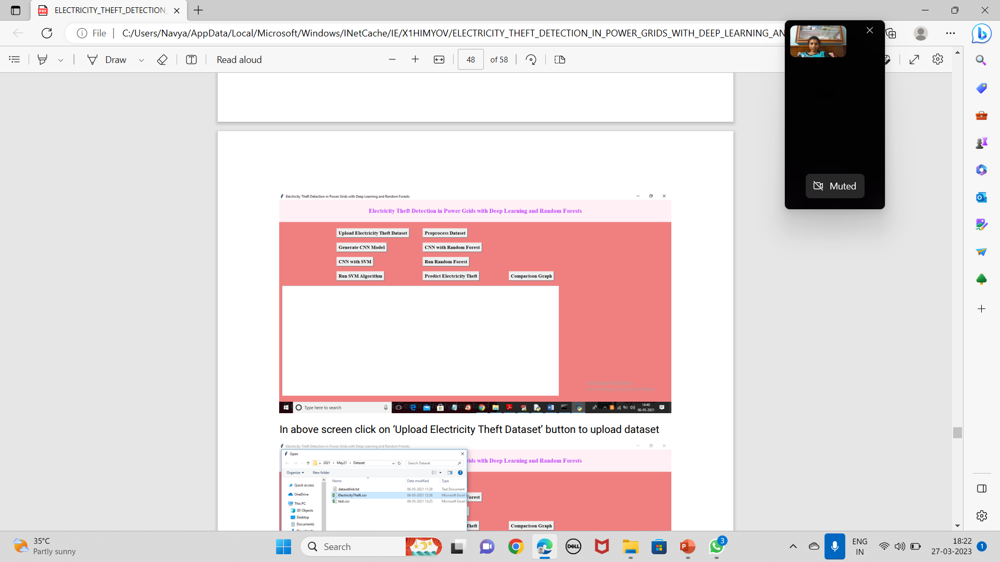 ELECTRICITY_THEFT_DETECTION_
File
C:/Users/Navya/AppData/Local/Microsoft/Windows/INetCache/IE/X1HIMYOV/ELECTRICITY_THEFT_DETECTION_IN_POWER_GRIDS_WITH_DEEP_LEARNING_AN
Draw
Read aloud
48 of 58
Muted
Electricity Theft Detection in Power Grids with Deep Learning and Random Forests
Electricity Theft Detection in Power Grids with Deep Learning and Random Forests
Upload Electricity Theft Dataset Preprocess Dataset
Generate CNN Model CNN with Random Forest
CNN with SVM Run Random Forest
Run SVM Algorithm Predict Electricity Theft Comparison Graph
Type here to search
14:40
06-05-2021
In above screen click on ‘Upload Electricity Theft Dataset’ button to upload dataset
Electricity Theft Detection in Power Grids with Deep Learning and Random Forests
Open
rids with Deep Learning and Random Forests
« 2021 › May21 › Dataset Search Dataset
Organize New folder
Name Date modified Type
Quick access
OneDrive
This PC
3D Objects
Desktop
Documents
datasetlink.txt 06-05-2021 11:28 Text Document
ElectricityTheft.csv 06-05-2021 12:58 Microsoft Excel C
test.csv 06-05-2021 13:25 Microsoft Excel C
Forest
Theft Comparison Graph
35°C
Partly sunny
Search
DELL
3
ENG
IN
18:22
27-03-2023
1